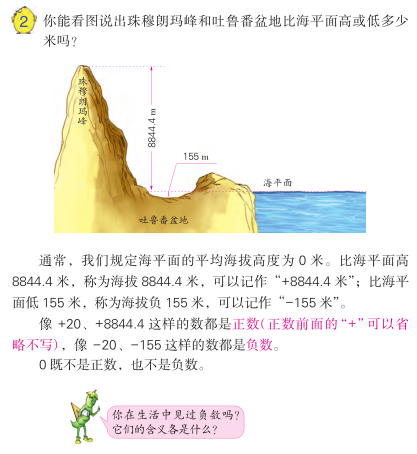 2 你能看图说出珠穆朗玛峰和吐鲁番盆地比海平面高或低多少
米吗？
珠穆朗玛峰
8844.4 m
155 m
海平面
吐鲁番盆地
通常，我们规定海平面的平均海拔高度为 0 米。比海平面高
8844.4 米，称为海拔 8844.4 米，可以记作“+8844.4 米”；比海平
面低 155 米，称为海拔负 155 米，可以记作“−155 米”。
像 +20、+8844.4 这样的数都是正数(正数前面的“+”可以省
略不写)，像 −20、−155 这样的数都是负数。
0 既不是正数，也不是负数。
你在生活中见过负数吗？
它们的含义各是什么？